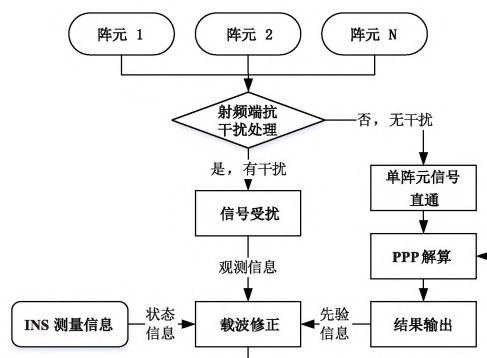 阵元 1
阵元 2
阵元 N
射频端抗
干扰处理
否，无干扰
是，有干扰
单阵元信号
直通
信号受扰
PPP 解算
观测信息
INS 测量信息
状态
信息
载波修正
先验
信息
结果输出